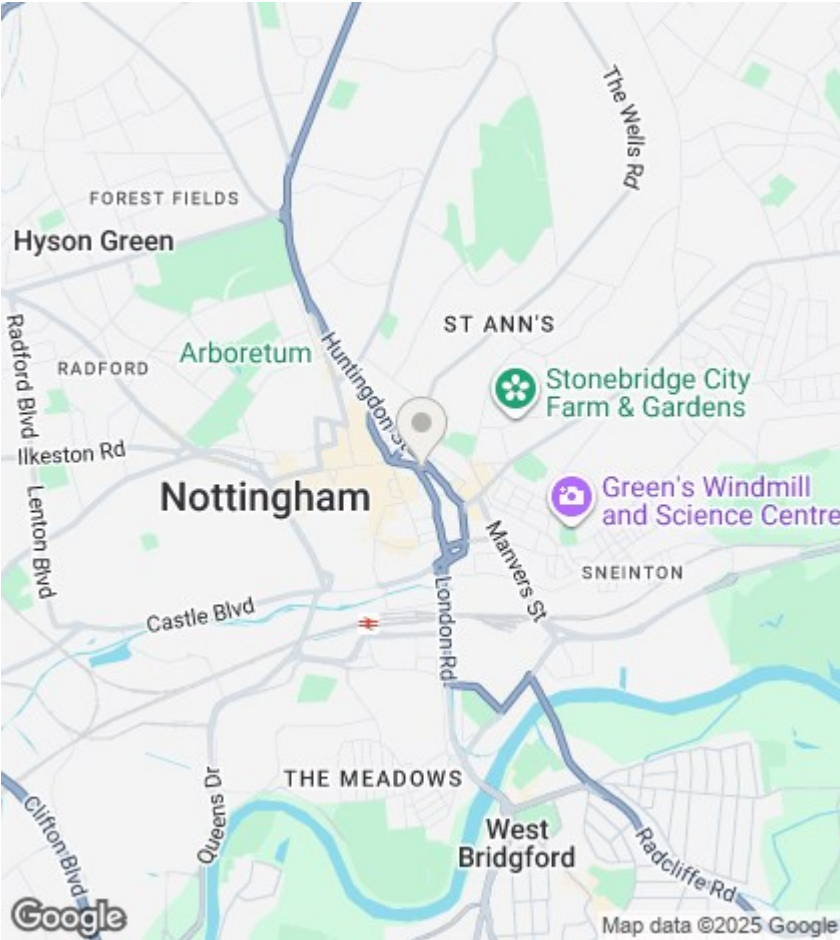 The Wells Rd
FOREST FIELDS
Hyson Green
ST ANN'S
Huntingdon St
Arboretum
RADFORD
Radford Blvd
Stonebridge City
Farm & Gardens
Ilkeston Rd
Nottingham
Green's Windmill
and Science Centre
Lenton Blvd
Manvers St
SNEINTON
Castle Blvd
London Rd
THE MEADOWS
Queens Dr
Clifton Blvd
West
Bridgford
Radcliffe Rd
Google
Map data ©2025 Google